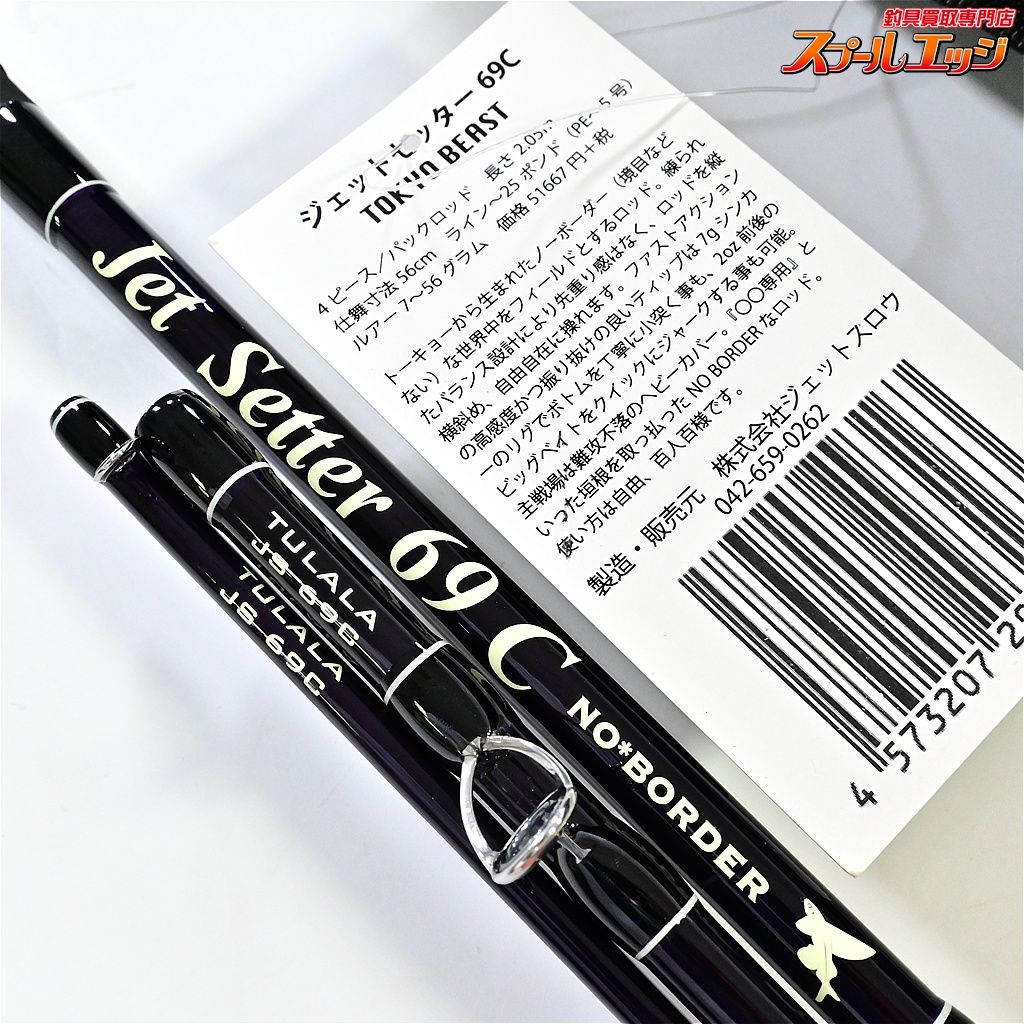 釣具買取専門店
スプールエッジ
ジェットセッター 69C
TOKYO BEAST
4 ピース／パックロッド 長さ 2.05m
仕舞寸法 56cm ライン〜25 ポンド（PE〜5 号）
ルアー 7〜56 グラム 価格 51667 円＋税
トーキョーから生まれたノーボーダー（境目など
ない）な世界中をフィールドとするロッド。練られ
たバランス設計により先重り感はなく、ロッドを縦
横斜め、自由自在に操れます。ファストアクション
の高感度かつ振り抜けの良いティップは 7g シンカ
ーのリグでボトムを丁寧に小突く事も、2oz 前後の
ビッグベイトをクイックにジャークする事も可能。
主戦場は難攻不落のヘビーカバー。『〇〇専用』と
いった垣根を取っ払った NO BORDER なロッド。
使い方は自由、百人百様です。
製造・販売元 株式会社ジェットスロウ
042-659-0262
4 573207 2
Jet Setter 69 C
NO*BORDER
TULALA
JS 69C
TULALA
JS 69C